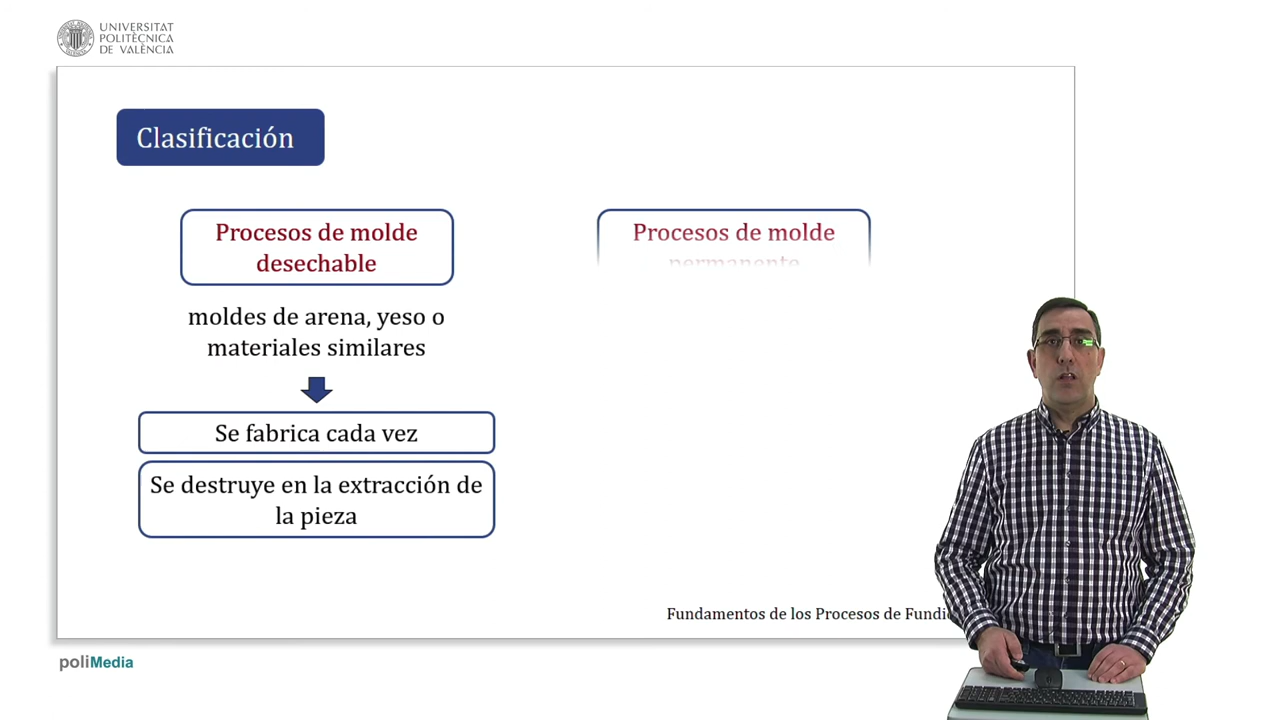 UNIVERSITAT
POLITÈCNICA
DE VALÈNCIA
Clasificación
Procesos de molde
desechable
moldes de arena, yeso o
materiales similares
Se fabrica cada vez
Se destruye en la extracción de
la pieza
Procesos de molde
permanente
Fundamentos de los Procesos de
poliMedia